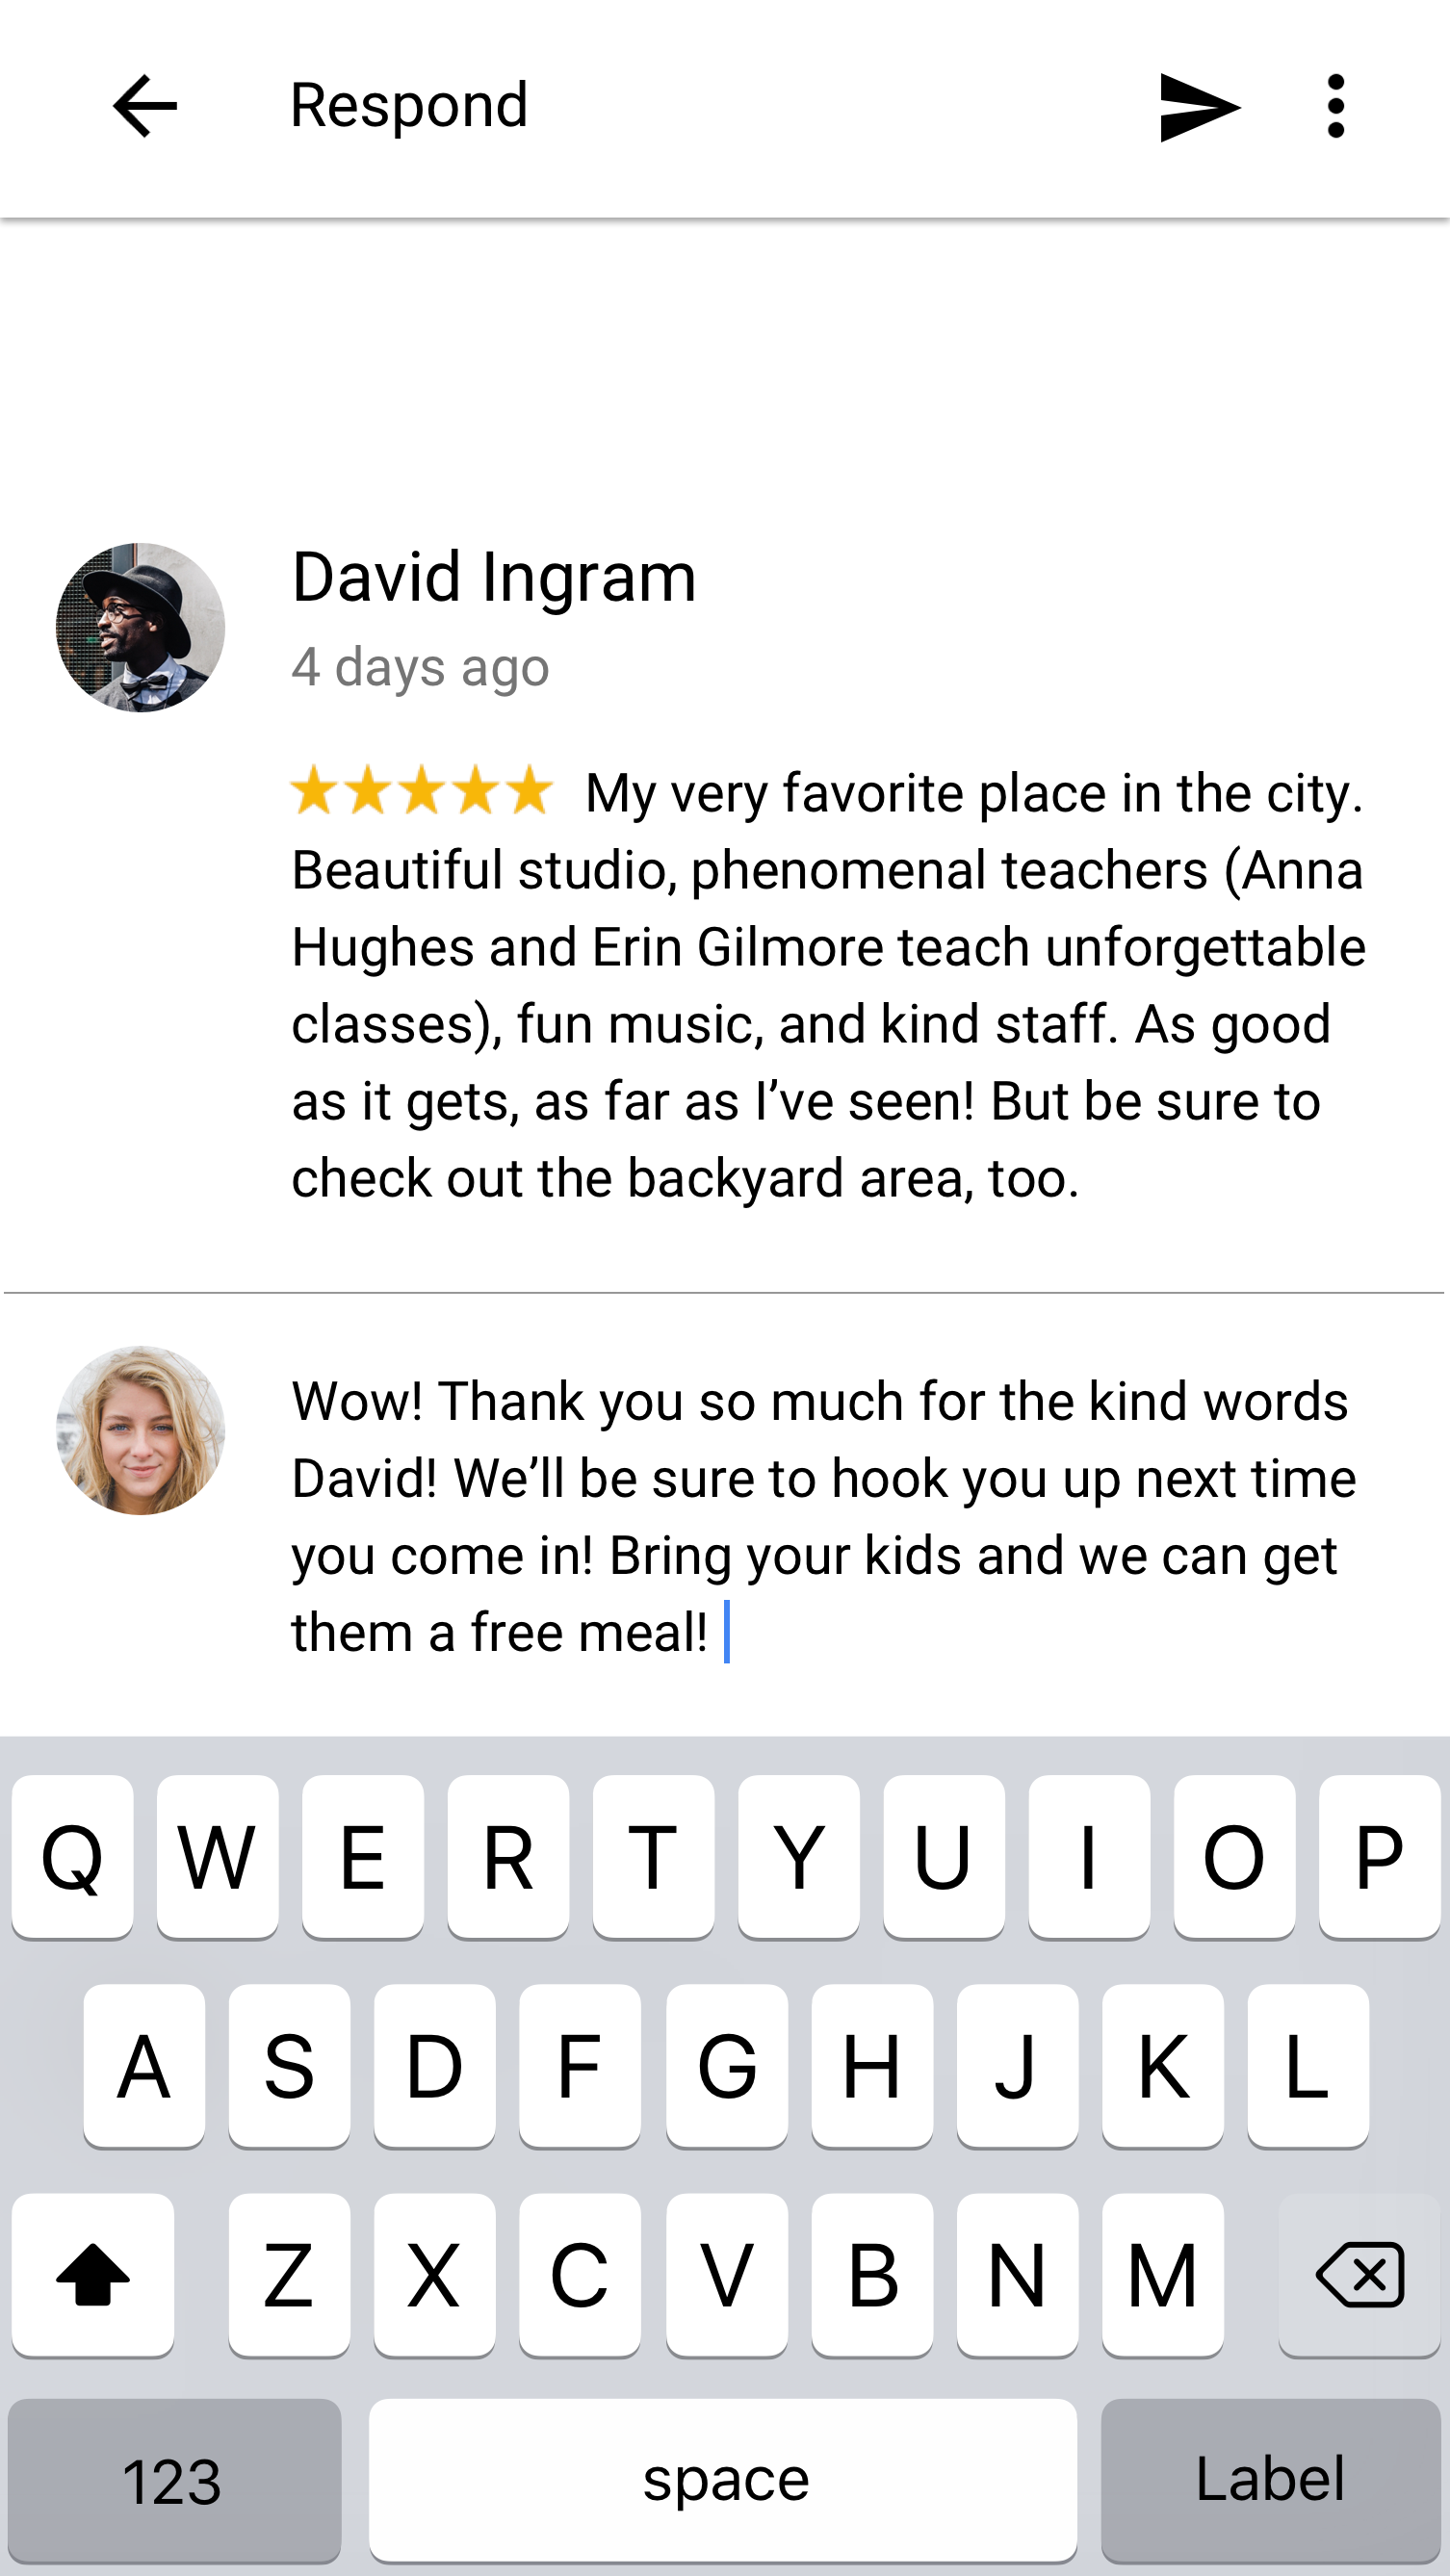 Respond
David Ingram
4 days ago
★★★★★ My very favorite place in the city.
Beautiful studio, phenomenal teachers (Anna
Hughes and Erin Gilmore teach unforgettable
classes), fun music, and kind staff. As good
as it gets, as far as I’ve seen! But be sure to
check out the backyard area, too.
Wow! Thank you so much for the kind words
David! We’ll be sure to hook you up next time
you come in! Bring your kids and we can get
them a free meal!
Q W E R T Y U I O P
A S D F G H J K L
Z X C V B N M
123 space Label